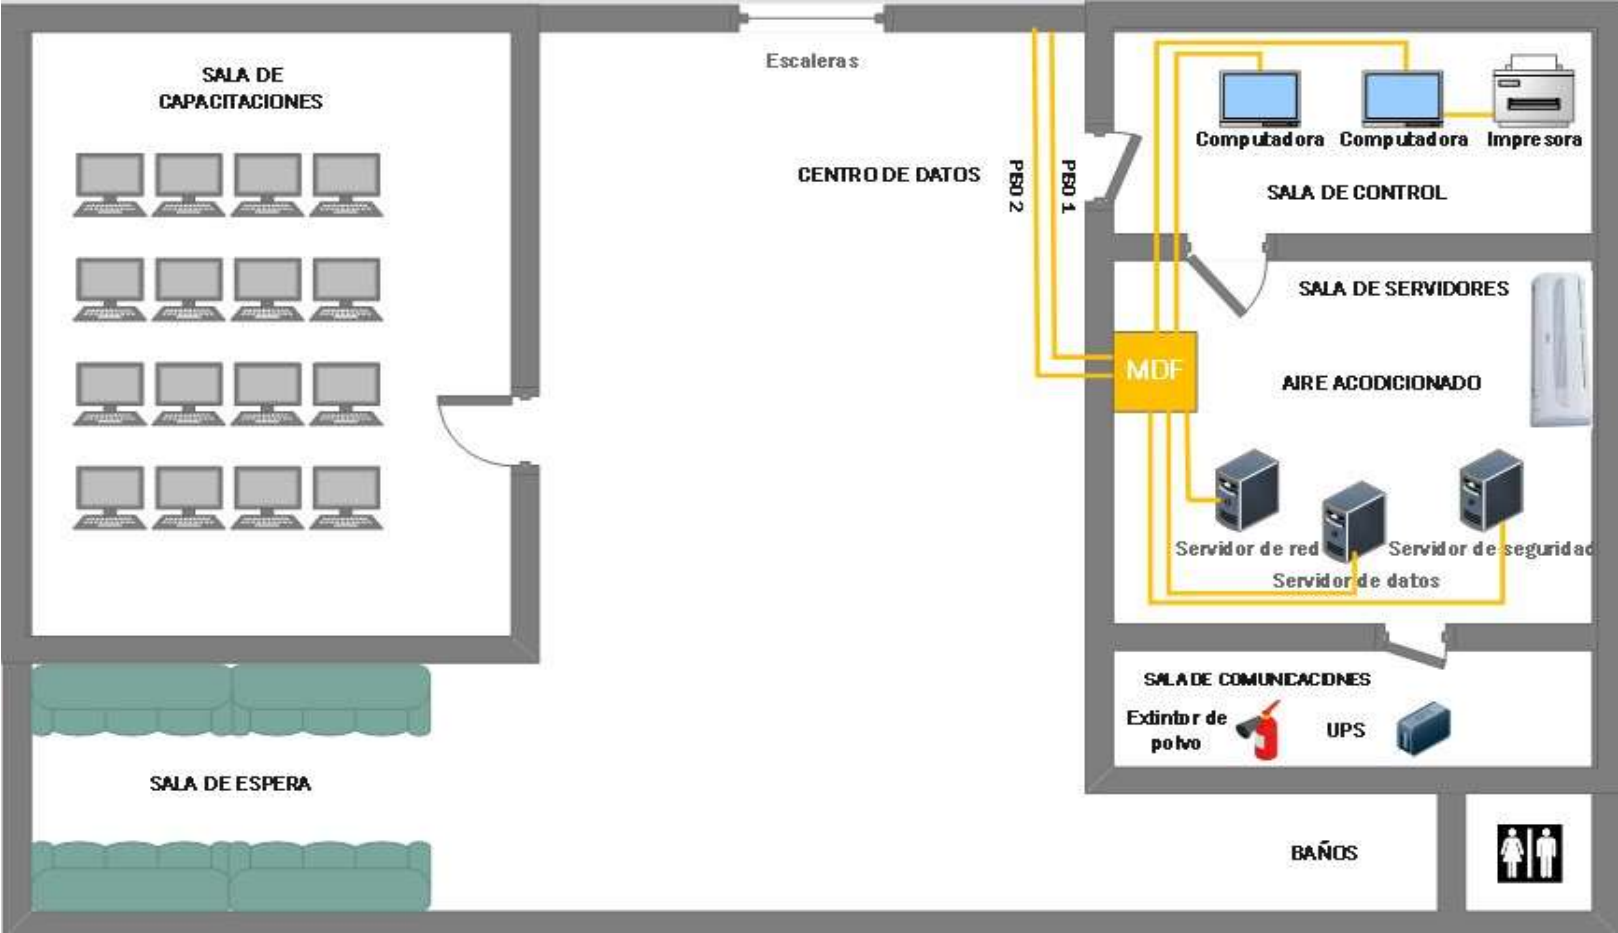 SALA DE
CAPACITACIONES
Escaleras
CENTRO DE DATOS
PISO 2
PISO 1
Computadora
Computadora
Impresora
SALA DE CONTROL
SALA DE SERVIDORES
MDF
AIRE ACODICIONADO
Servidor de red
Servidor de seguridad
Servidor de datos
SALA DE COMUNICACIONES
Extintor de
polvo
UPS
SALA DE ESPERA
BAÑOS